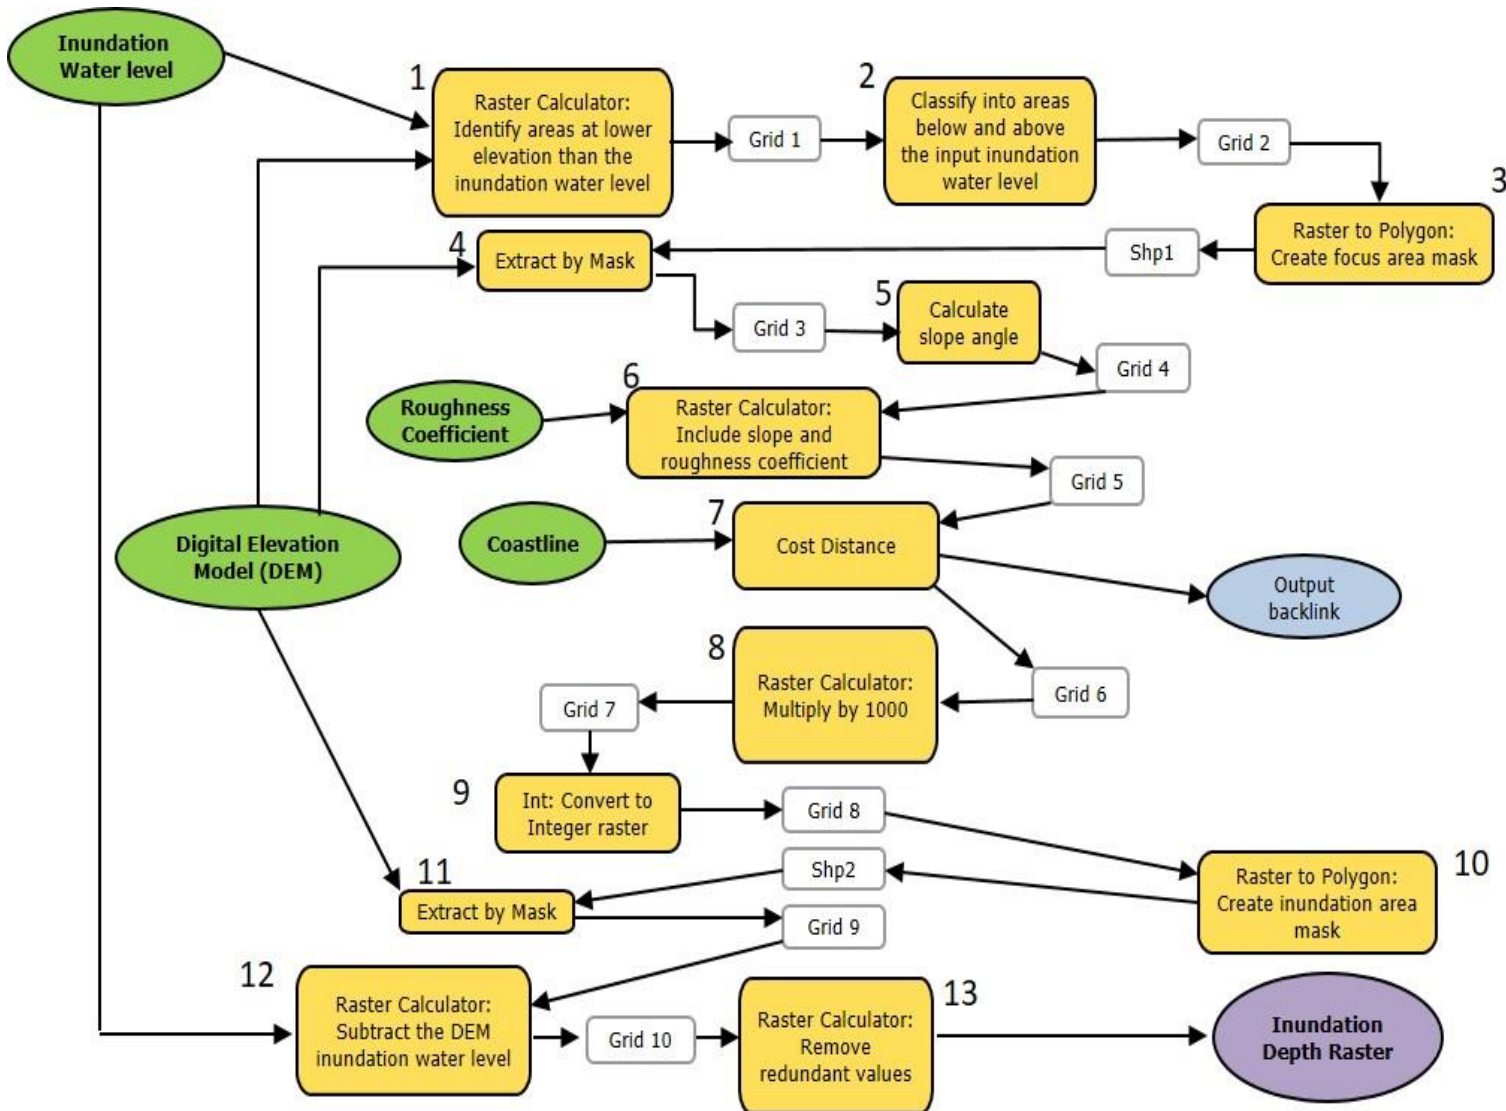 Inundation
Water level
1
Raster Calculator:
Identify areas at lower
elevation than the
inundation water level
Grid 1
2
Classify into areas
below and above
the input inundation
water level
Grid 2
3
Raster to Polygon:
Create focus area mask
Shp1
4
Extract by Mask
Grid 3
5
Calculate
slope angle
Grid 4
6
Roughness
Coefficient
Raster Calculator:
Include slope and
roughness coefficient
Grid 5
Digital Elevation
Model (DEM)
Coastline
7
Cost Distance
Output
backlink
8
Raster Calculator:
Multiply by 1000
Grid 6
Grid 7
9
Int: Convert to
Integer raster
Grid 8
10
Raster to Polygon:
Create inundation area
mask
Shp2
11
Extract by Mask
Grid 9
12
Raster Calculator:
Subtract the DEM
inundation water level
Grid 10
13
Raster Calculator:
Remove
redundant values
Inundation
Depth Raster